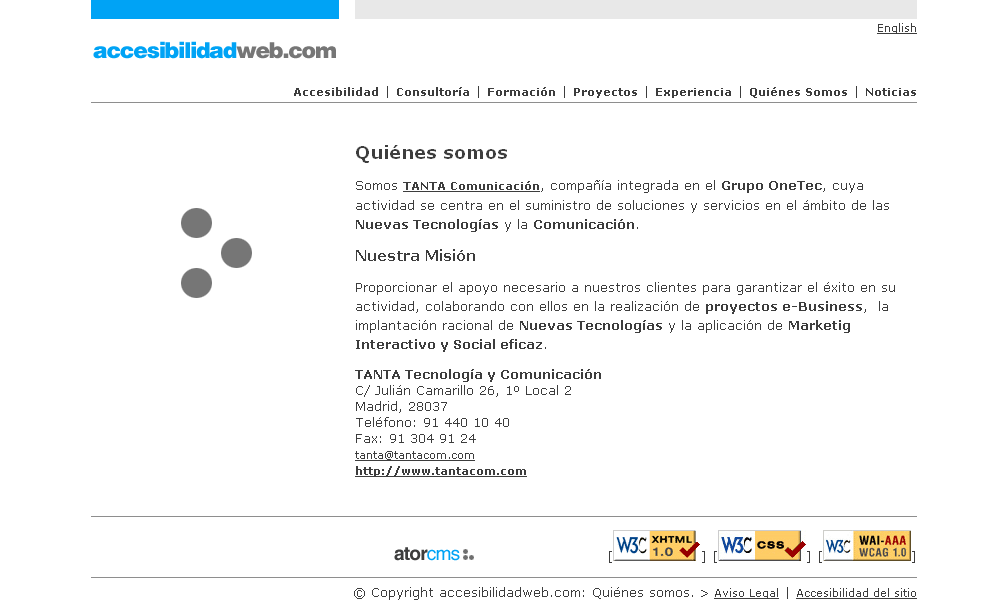 English
accesibilidadweb.com
Accesibilidad | Consultoría | Formación | Proyectos | Experiencia | Quiénes Somos | Noticias
Quiénes somos
Somos TANTA Comunicación, compañía integrada en el Grupo OneTec, cuya
actividad se centra en el suministro de soluciones y servicios en el ámbito de las
Nuevas Tecnologías y la Comunicación.
Nuestra Misión
Proporcionar el apoyo necesario a nuestros clientes para garantizar el éxito en su
actividad, colaborando con ellos en la realización de proyectos e-Business, la
implantación racional de Nuevas Tecnologías y la aplicación de Marketig
Interactivo y Social eficaz.
TANTA Tecnología y Comunicación
C/ Julián Camarillo 26, 1º Local 2
Madrid, 28037
Teléfono: 91 440 10 40
Fax: 91 304 91 24
tanta@tantacom.com
http://www.tantacom.com
atorcms [W3C XHTML 1.0] [W3C CSS] [W3C WAI-AAA WCAG 1.0]
© Copyright accesibilidadweb.com: Quiénes somos. > Aviso Legal | Accesibilidad del sitio